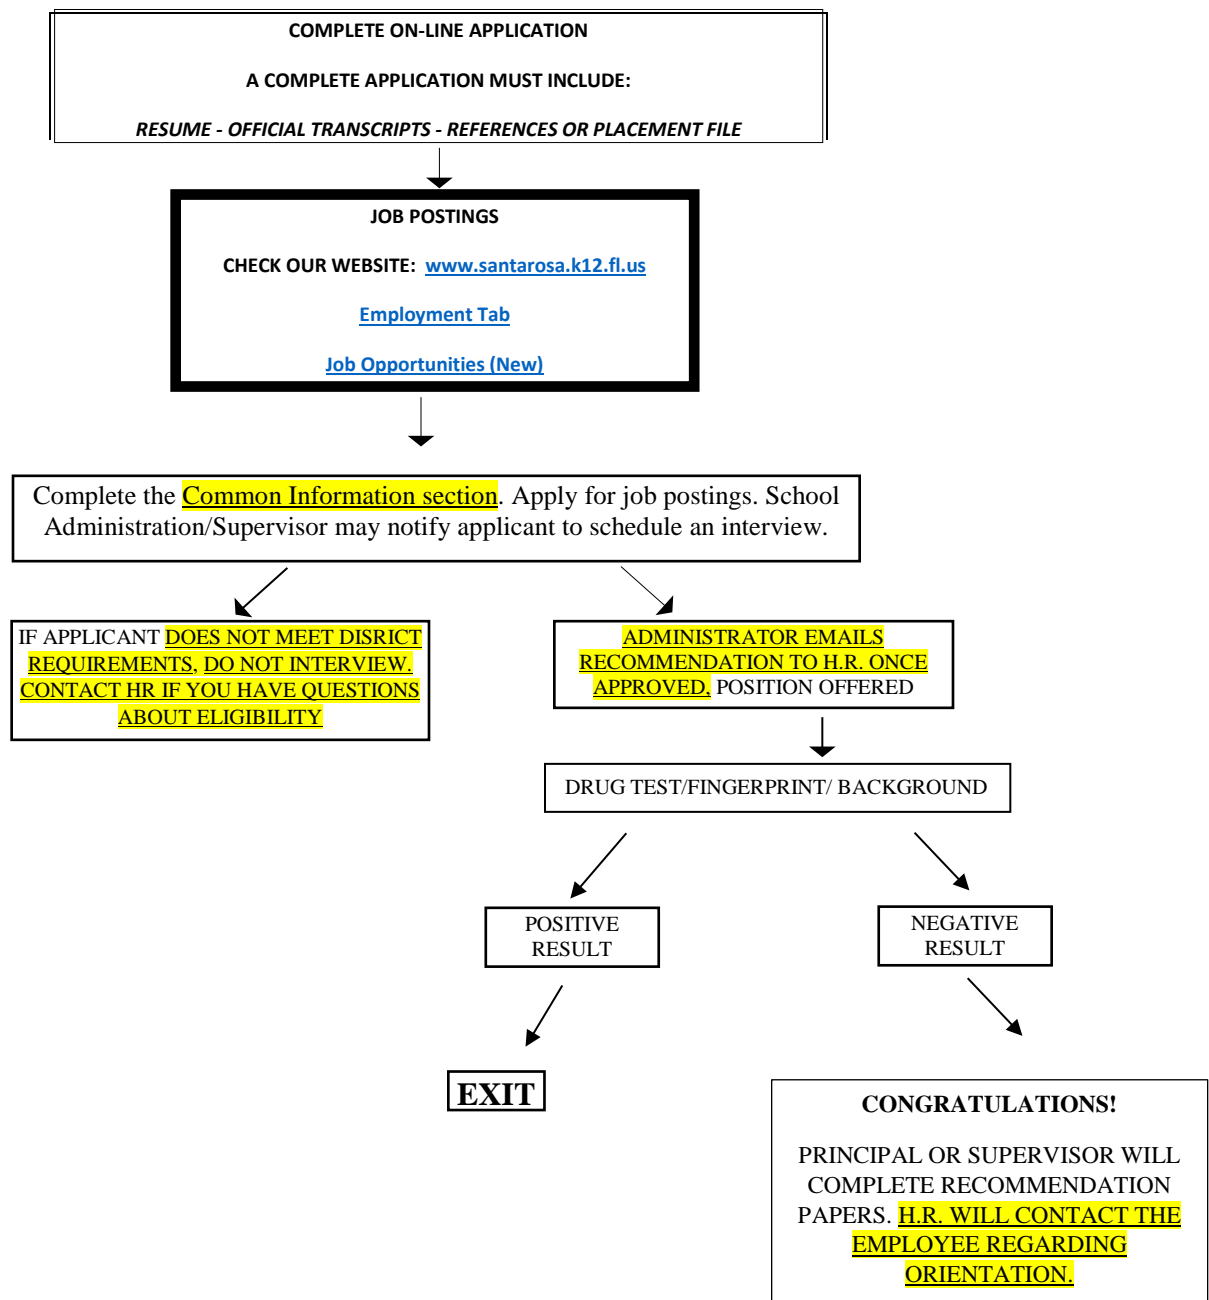 COMPLETE ON-LINE APPLICATION
A COMPLETE APPLICATION MUST INCLUDE:
RESUME - OFFICIAL TRANSCRIPTS - REFERENCES OR PLACEMENT FILE
JOB POSTINGS
CHECK OUR WEBSITE: www.santarosa.k12.fl.us
Employment Tab
Job Opportunities (New)
Complete the Common Information section. Apply for job postings. School
Administration/Supervisor may notify applicant to schedule an interview.
IF APPLICANT DOES NOT MEET DISRICT
REQUIREMENTS, DO NOT INTERVIEW.
CONTACT HR IF YOU HAVE QUESTIONS
ABOUT ELIGIBILITY
ADMINISTRATOR EMAILS
RECOMMENDATION TO H.R. ONCE
APPROVED, POSITION OFFERED
DRUG TEST/FINGERPRINT/ BACKGROUND
POSITIVE
RESULT
NEGATIVE
RESULT
EXIT
CONGRATULATIONS!
PRINCIPAL OR SUPERVISOR WILL
COMPLETE RECOMMENDATION
PAPERS. H.R. WILL CONTACT THE
EMPLOYEE REGARDING
ORIENTATION.